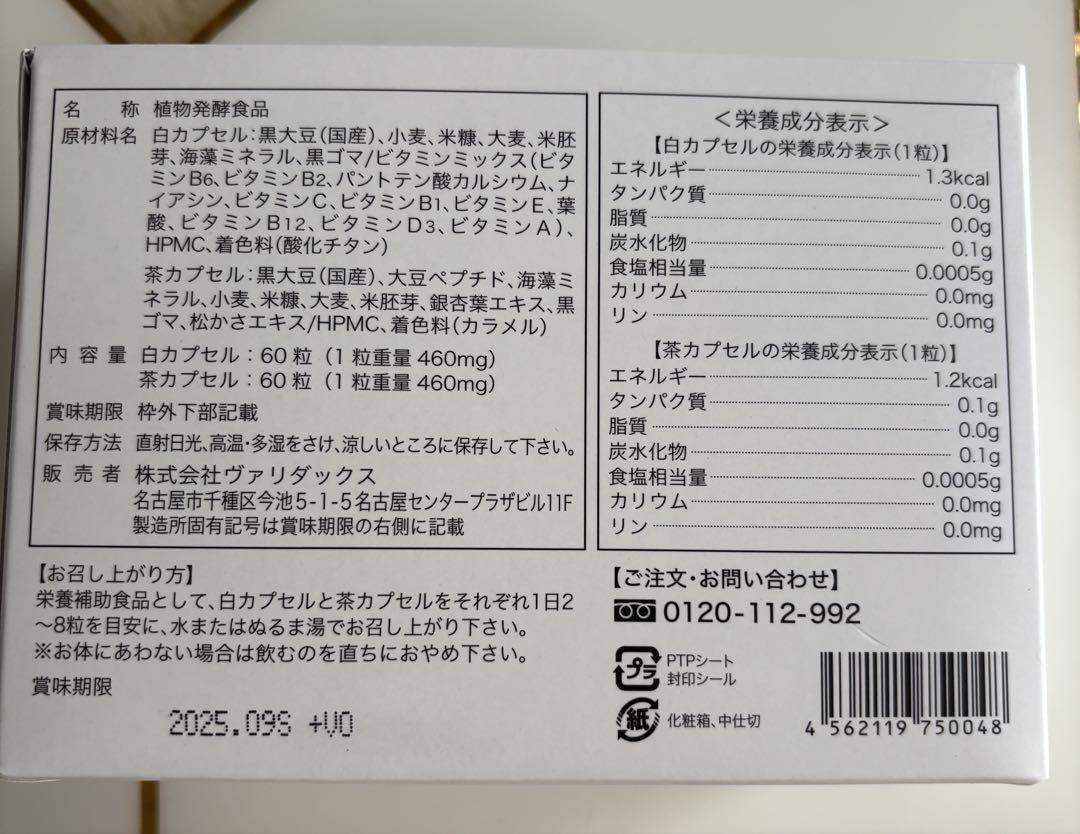 名称 植物発酵食品
原材料名 白カプセル:黒大豆(国産)、小麦、米糠、大麦、米胚
芽、海藻ミネラル、黒ゴマ/ビタミンミックス(ビタ
ミンB6、ビタミンB2、パントテン酸カルシウム、ナ
イアシン、ビタミンC、ビタミンB1、ビタミンE、葉
酸、ビタミンB12、ビタミンD3、ビタミンA)、
HPMC、着色料(酸化チタン)
茶カプセル:黒大豆(国産)、大豆ペプチド、海藻ミ
ネラル、小麦、米糠、大麦、米胚芽、銀杏葉エキス、黒
ゴマ、松かさエキス/HPMC、着色料(カラメル)
内容量 白カプセル:60粒(1粒重量460mg)
茶カプセル:60粒(1粒重量460mg)
賞味期限 枠外下部記載
保存方法 直射日光、高温・多湿をさけ、涼しいところに保存して下さい。
販売者 株式会社ヴァリダックス
名古屋市千種区今池5-1-5名古屋センタープラザビル11F
製造所固有記号は賞味期限の右側に記載
<栄養成分表示>
【白カプセルの栄養成分表示(1粒)】
エネルギー 1.3kcal
タンパク質 0.0g
脂質 0.0g
炭水化物 0.1g
食塩相当量 0.0005g
カリウム 0.0mg
リン 0.0mg
【茶カプセルの栄養成分表示(1粒)】
エネルギー 1.2kcal
タンパク質 0.1g
脂質 0.0g
炭水化物 0.1g
食塩相当量 0.0005g
カリウム 0.0mg
リン 0.0mg
【お召し上がり方】
栄養補助食品として、白カプセルと茶カプセルをそれぞれ1日2
~8粒を目安に、水またはぬるま湯でお召し上がり下さい。
※お体にあわない場合は飲むのを直ちにおやめ下さい。
賞味期限
2025.09S +V0
【ご注文・お問い合わせ】
0120-112-992
プラ PTPシート
封印シール
紙 化粧箱、中仕切
4 562119 750048